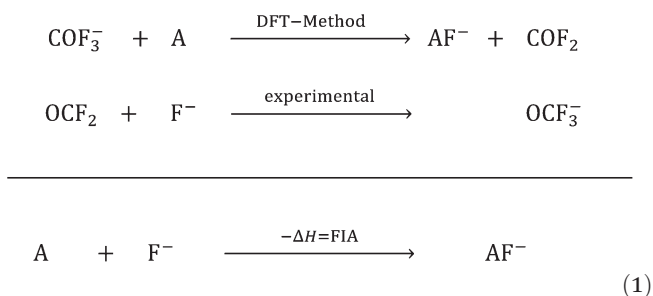 COF₃⁻ + A DFT−Method → AF⁻ + COF₂
OCF₂ + F⁻ experimental → OCF₃⁻
A + F⁻ −ΔH=FIA → AF⁻
(1)